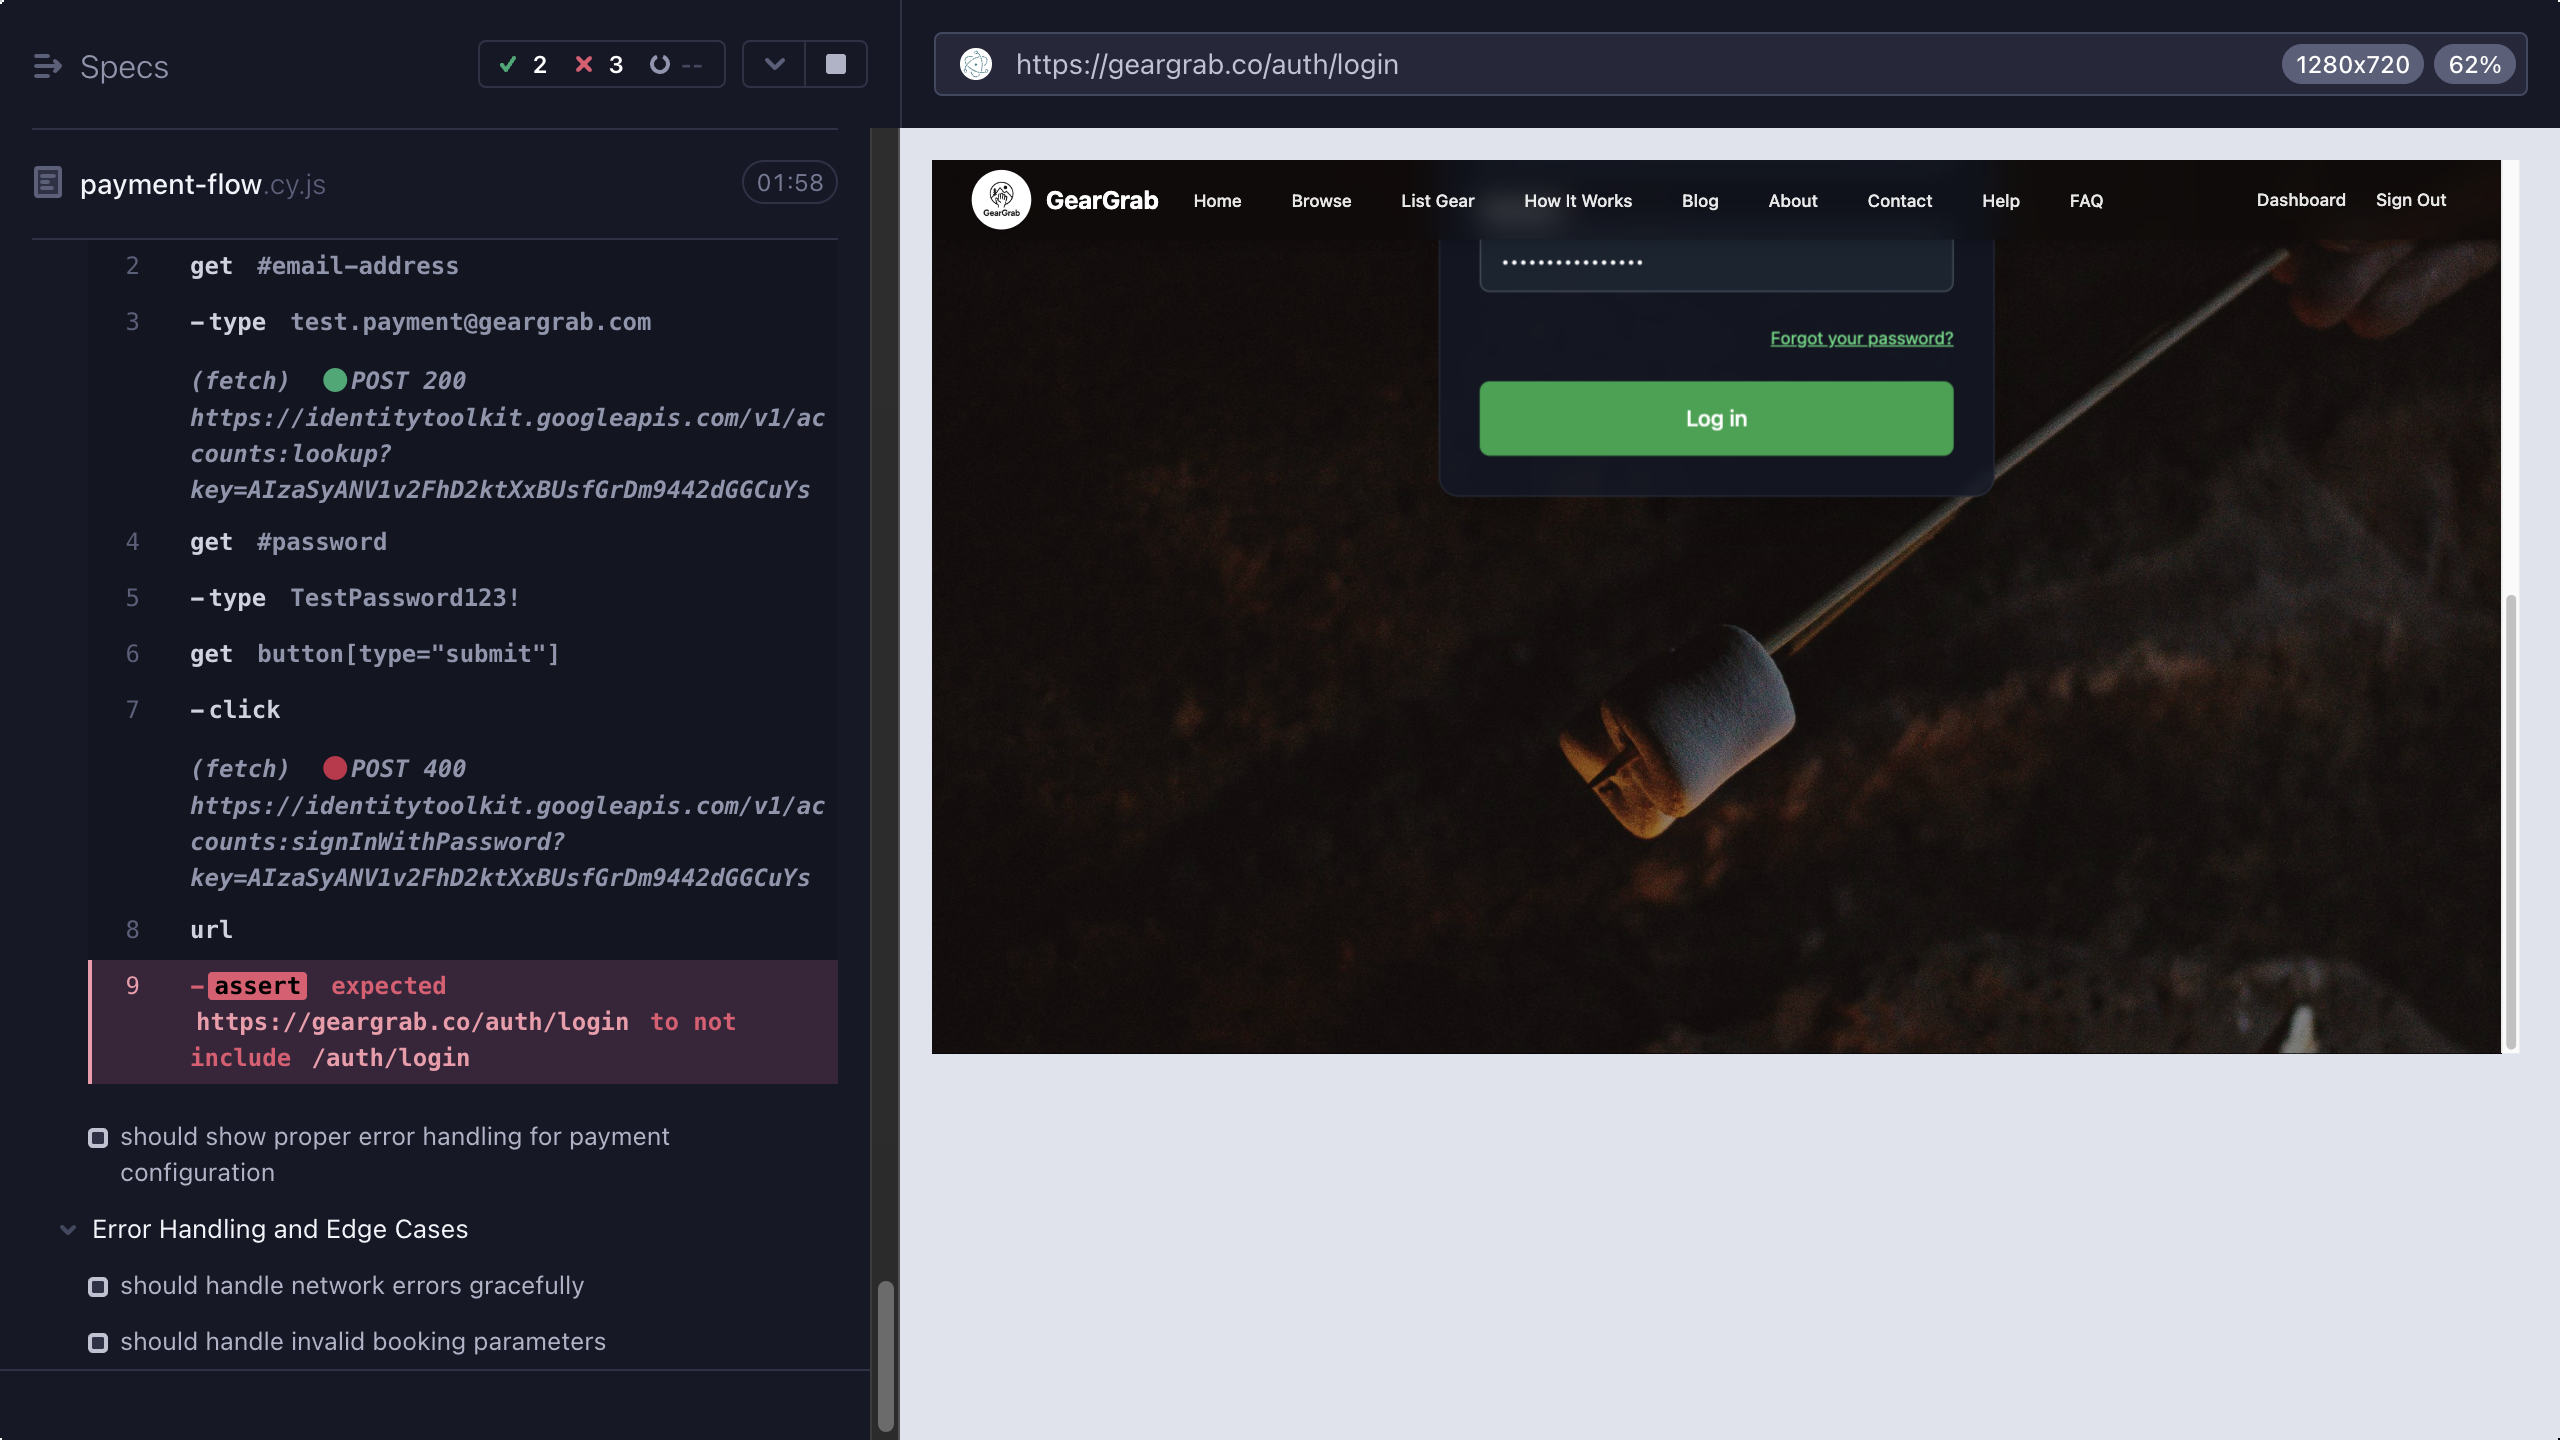 Specs
2 3 --
payment-flow.cy.js 01:58
2 get #email-address
3 -type test.payment@geargrab.com
(fetch) POST 200
https://identitytoolkit.googleapis.com/v1/ac
counts:lookup?
key=AIzaSyANV1v2FhD2ktXxBUsfGrDm9442dGGCuYs
4 get #password
5 -type TestPassword123!
6 get button[type="submit"]
7 -click
(fetch) POST 400
https://identitytoolkit.googleapis.com/v1/ac
counts:signInWithPassword?
key=AIzaSyANV1v2FhD2ktXxBUsfGrDm9442dGGCuYs
8 url
9 -assert expected
https://geargrab.co/auth/login to not
include /auth/login
should show proper error handling for payment
configuration
Error Handling and Edge Cases
should handle network errors gracefully
should handle invalid booking parameters
https://geargrab.co/auth/login 1280x720 62%
GearGrab GearGrab Home Browse List Gear How It Works Blog About Contact Help FAQ Dashboard Sign Out
Forgot your password?
Log in